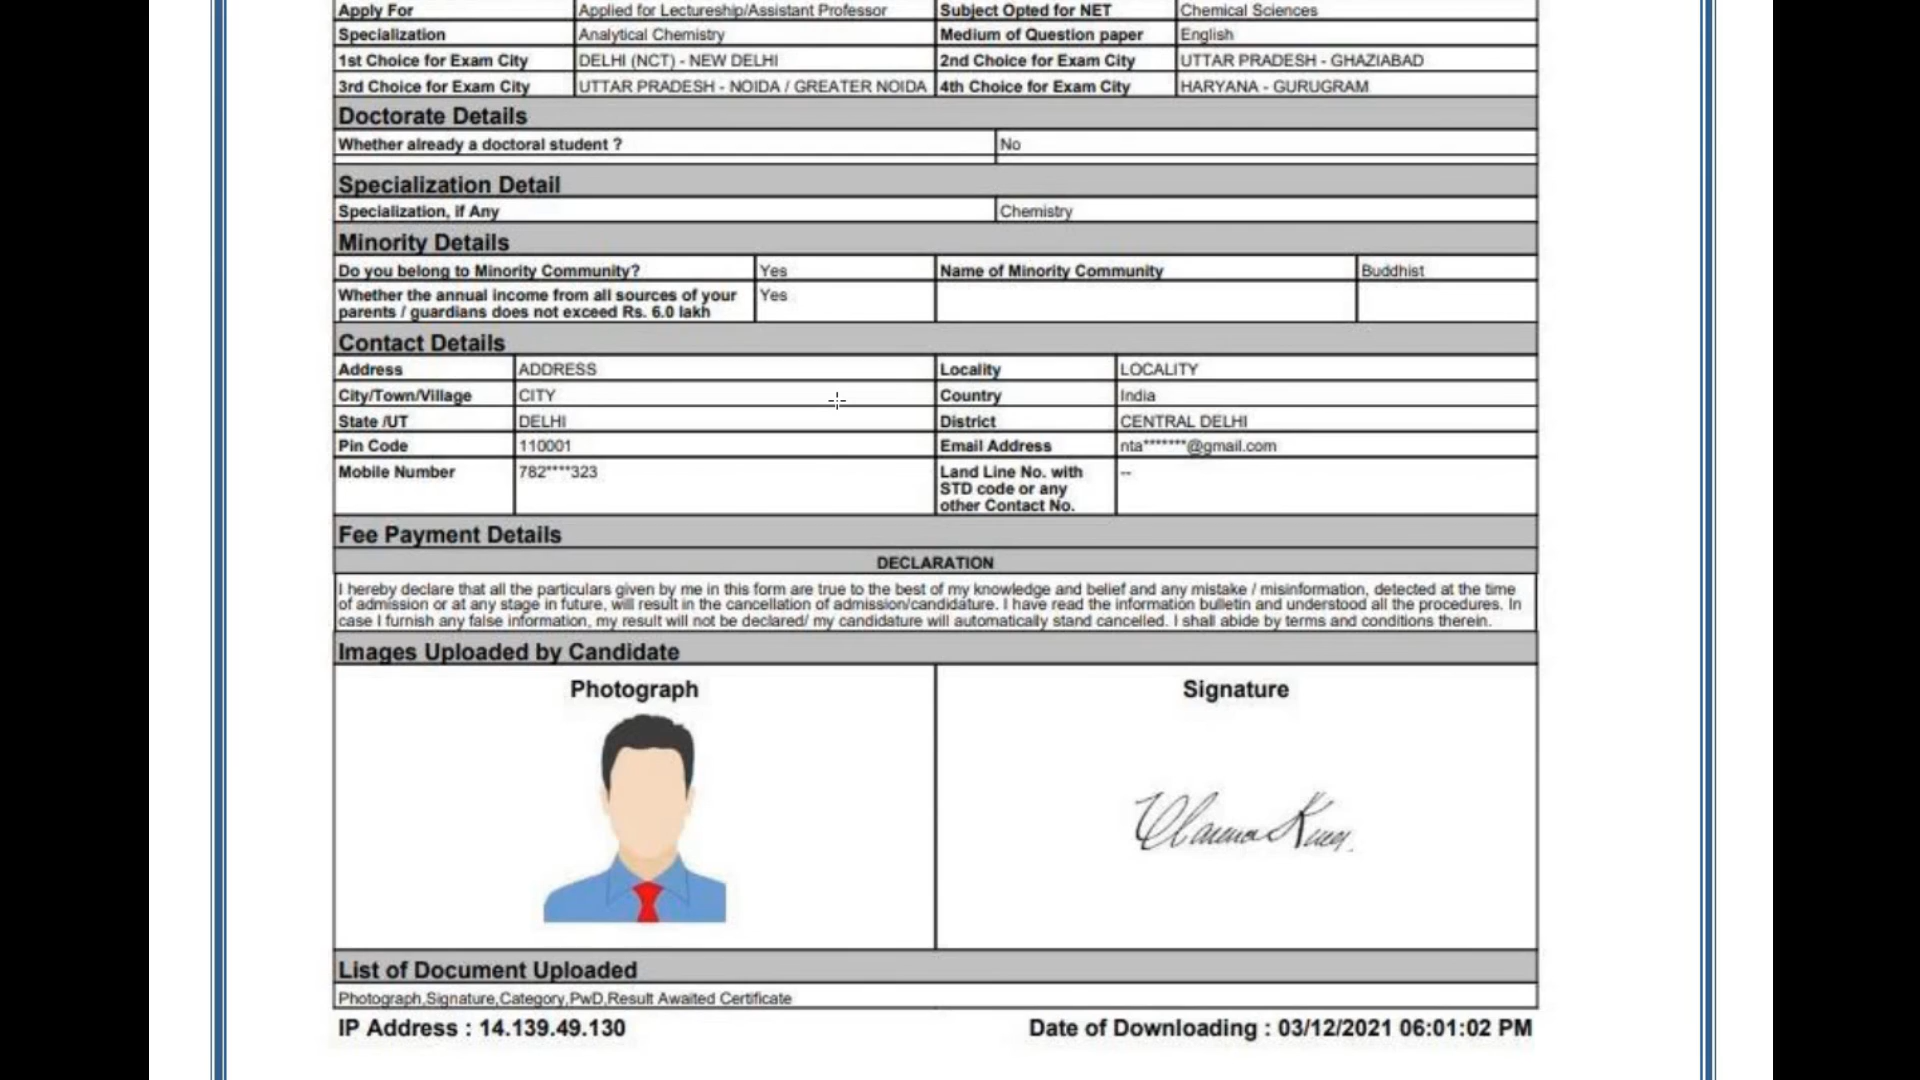 Apply For Applied for Lectureship/Assistant Professor Subject Opted for NET Chemical Sciences
Specialization Analytical Chemistry Medium of Question paper English
1st Choice for Exam City DELHI (NCT) - NEW DELHI 2nd Choice for Exam City UTTAR PRADESH - GHAZIABAD
3rd Choice for Exam City UTTAR PRADESH - NOIDA / GREATER NOIDA 4th Choice for Exam City HARYANA - GURUGRAM
Doctorate Details
Whether already a doctoral student ? No
Specialization Detail
Specialization, if Any Chemistry
Minority Details
Do you belong to Minority Community? Yes Name of Minority Community Buddhist
Whether the annual income from all sources of your Yes
parents / guardians does not exceed Rs. 6.0 lakh
Contact Details
Address ADDRESS Locality LOCALITY
City/Town/Village CITY Country India
State /UT DELHI District CENTRAL DELHI
Pin Code 110001 Email Address nta*******@gmail.com
Mobile Number 782****323 Land Line No. with --
STD code or any
other Contact No.
Fee Payment Details
DECLARATION
I hereby declare that all the particulars given by me in this form are true to the best of my knowledge and belief and any mistake / misinformation, detected at the time
of admission or at any stage in future, will result in the cancellation of admission/candidature. I have read the information bulletin and understood all the procedures. In
case I furnish any false information, my result will not be declared/ my candidature will automatically stand cancelled. I shall abide by terms and conditions therein.
Images Uploaded by Candidate
Photograph Signature
List of Document Uploaded
Photograph,Signature,Category,PwD,Result Awaited Certificate
IP Address : 14.139.49.130 Date of Downloading : 03/12/2021 06:01:02 PM